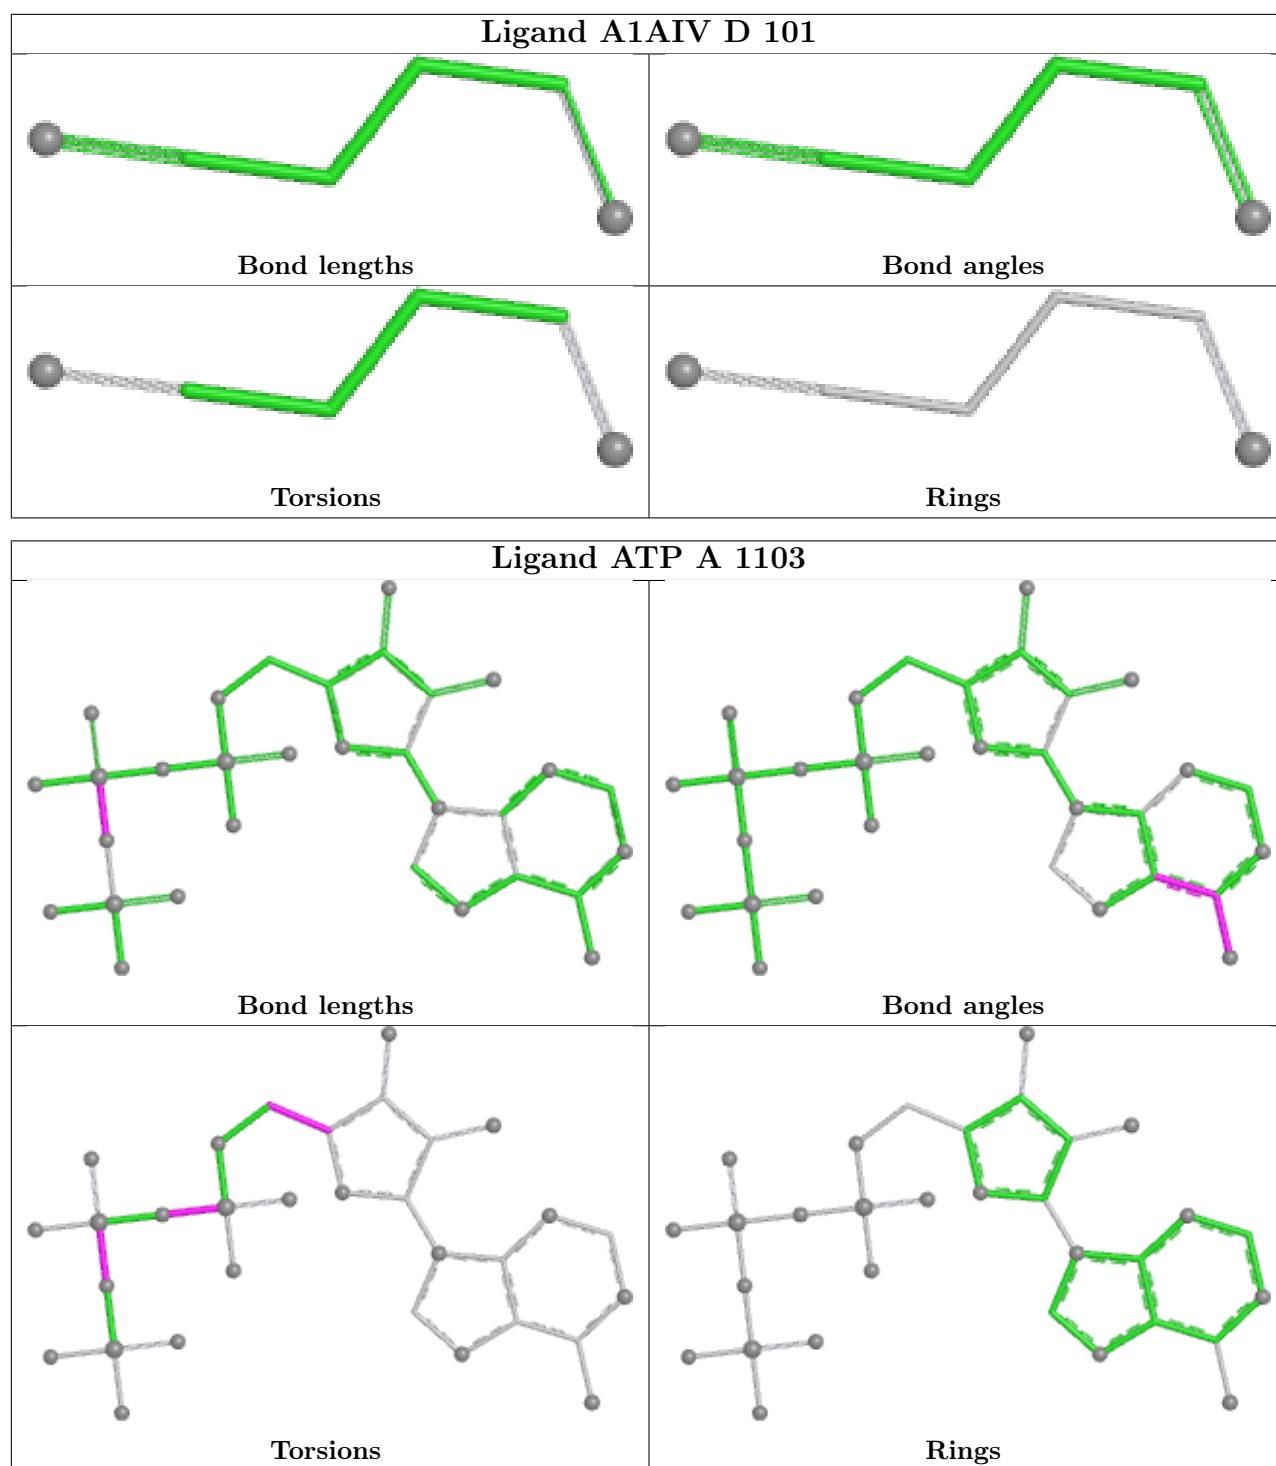 Ligand A1AIV D 101
Bond lengths
Bond angles
Torsions
Rings
Ligand ATP A 1103
Bond lengths
Bond angles
Torsions
Rings